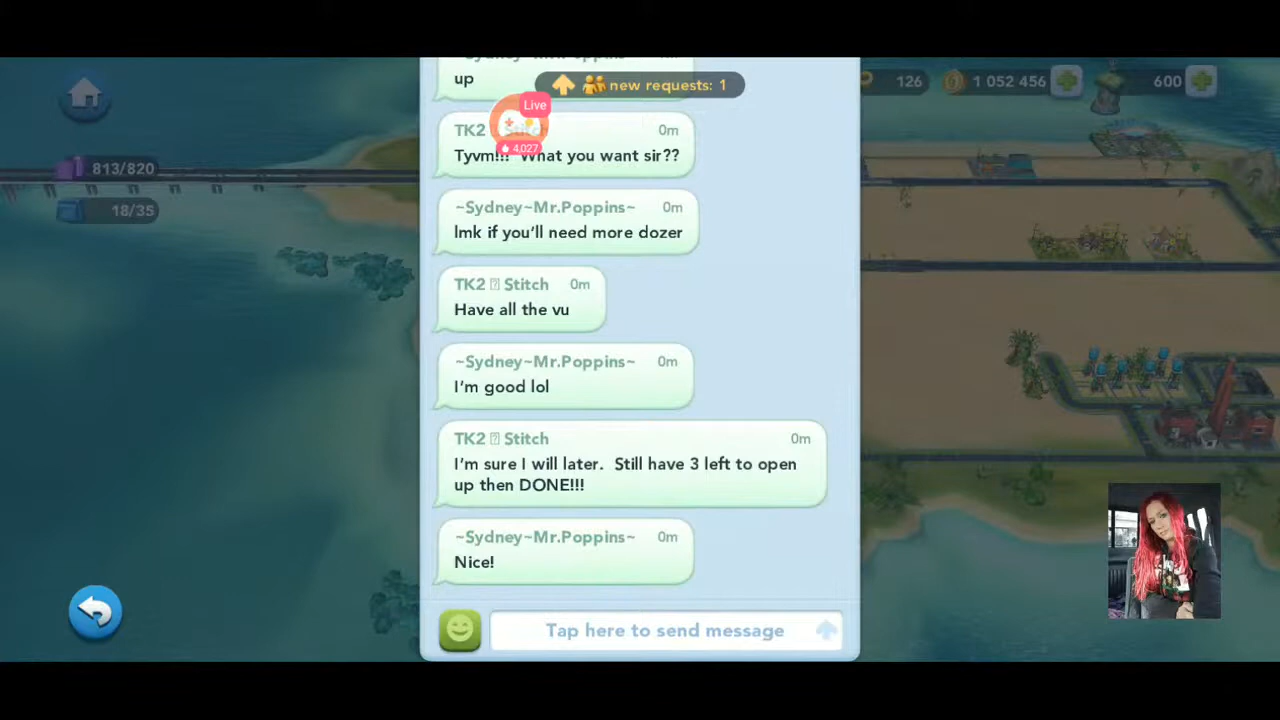 up
new requests: 1
126
1 052 456
600
Live
4,027
813/820
18/35
TK2 Stitch 0m
Tyvm!!! What you want sir??
~Sydney~Mr.Poppins~ 0m
lmk if you'll need more dozer
TK2 Stitch 0m
Have all the vu
~Sydney~Mr.Poppins~ 0m
I'm good lol
TK2 Stitch 0m
I'm sure I will later. Still have 3 left to open
up then DONE!!!
~Sydney~Mr.Poppins~ 0m
Nice!
Tap here to send message